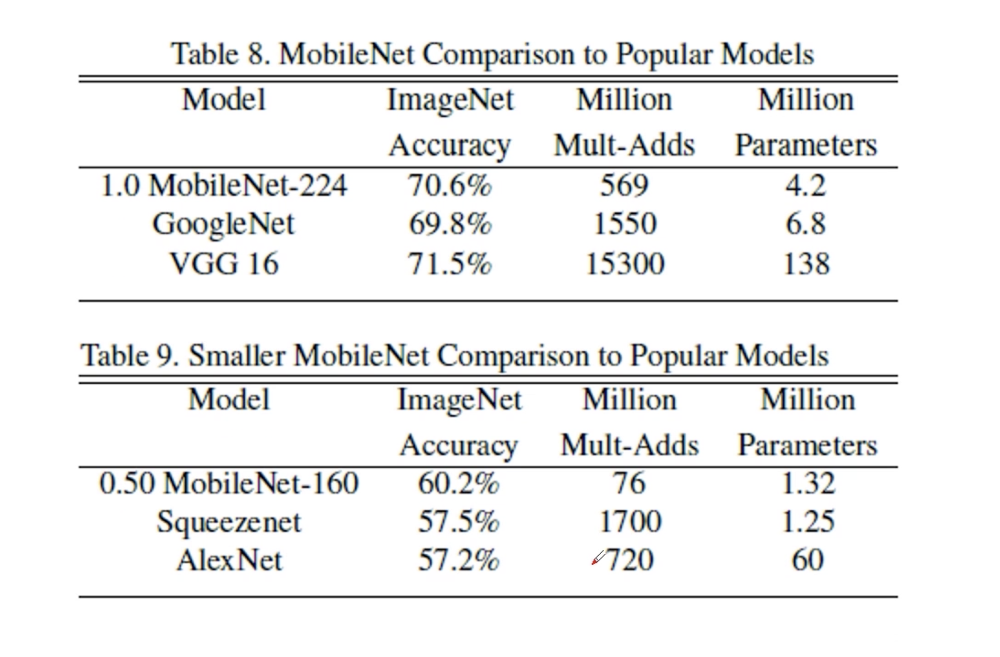 Table 8. MobileNet Comparison to Popular Models
Model ImageNet Million Million
Accuracy Mult-Adds Parameters
1.0 MobileNet-224 70.6% 569 4.2
GoogleNet 69.8% 1550 6.8
VGG 16 71.5% 15300 138
Table 9. Smaller MobileNet Comparison to Popular Models
Model ImageNet Million Million
Accuracy Mult-Adds Parameters
0.50 MobileNet-160 60.2% 76 1.32
Squeezenet 57.5% 1700 1.25
AlexNet 57.2% 720 60